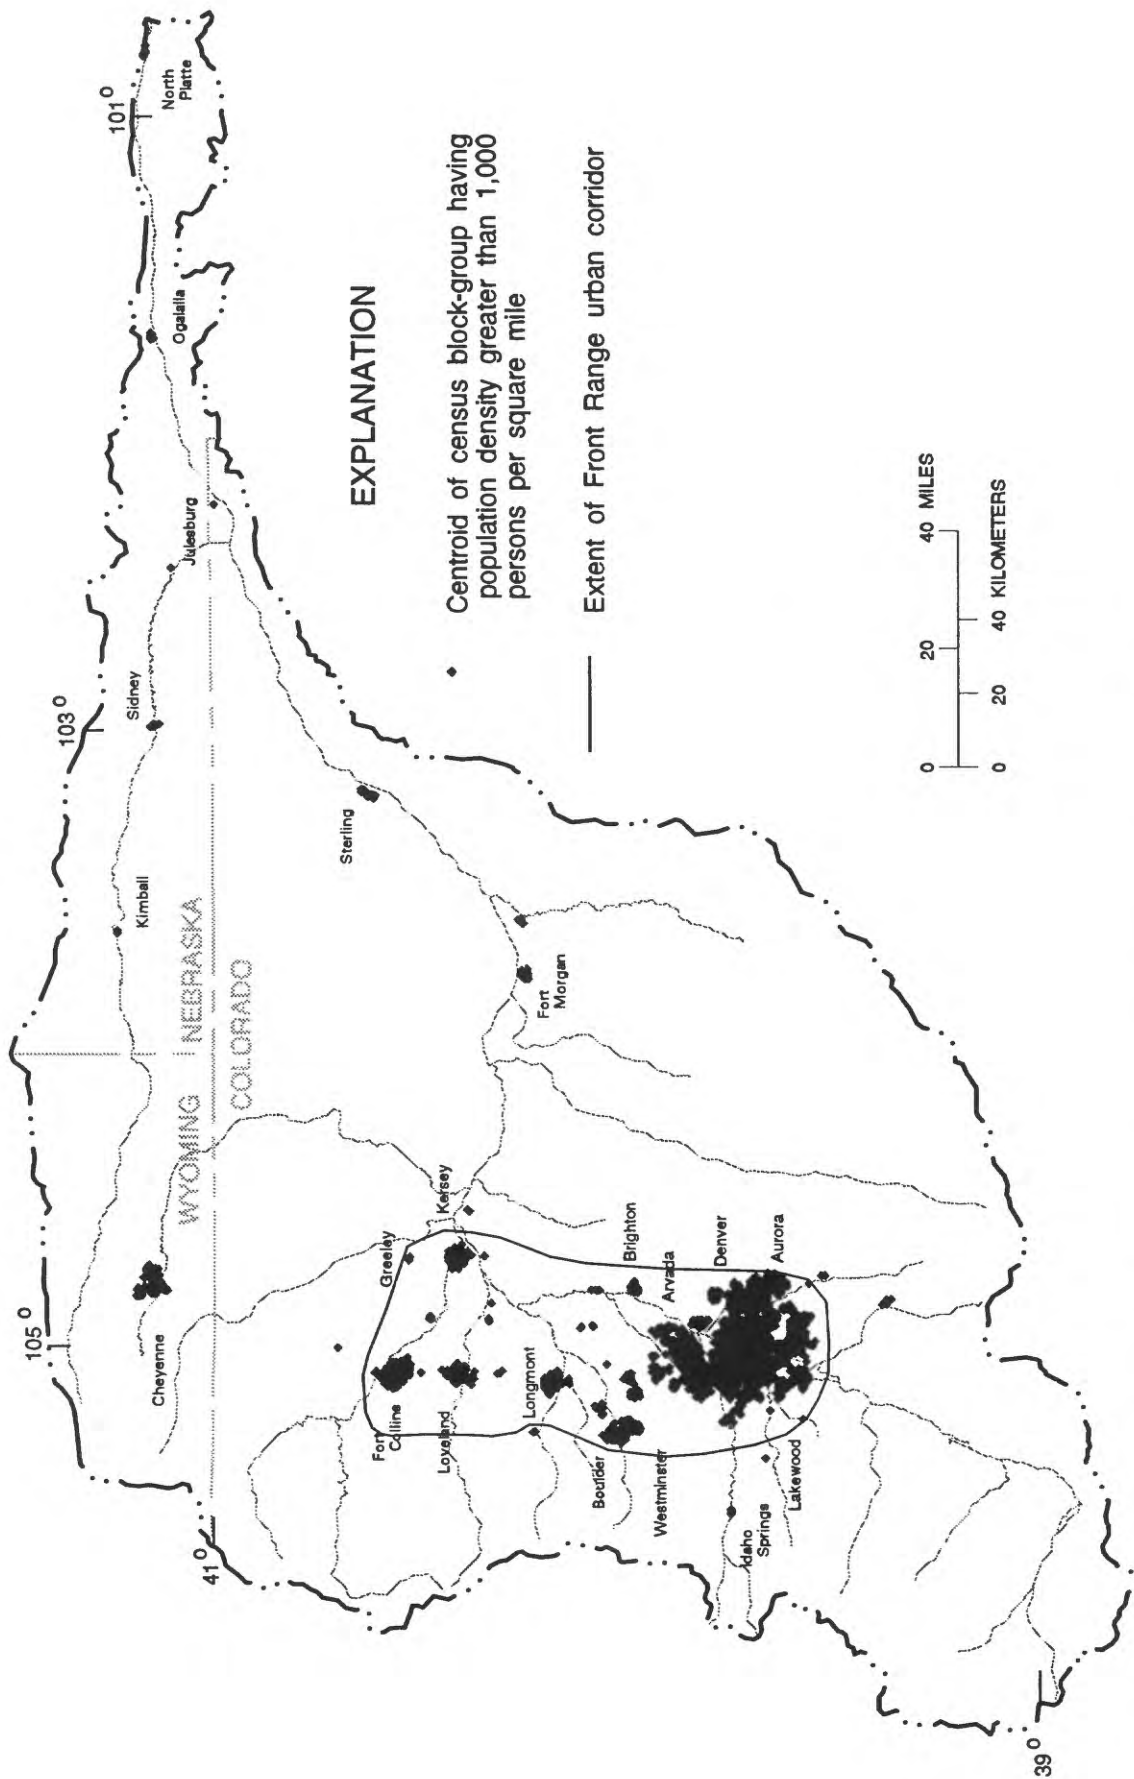 105°
103°
101°
41°
39°
Cheyenne
Kimball
Sidney
Julesburg
Ogalalla
North
Platte
WYOMING
NEBRASKA
COLORADO
Sterling
Fort
Morgan
Greeley
Kersey
Fort
Colline
Loveland
Longmont
Boulder
Westminster
Brighton
Arvada
Denver
Aurora
Lakewood
Idaho
Springs
EXPLANATION
Centroid of census block-group having
population density greater than 1,000
persons per square mile
Extent of Front Range urban corridor
0 20 40 MILES
0 20 40 KILOMETERS